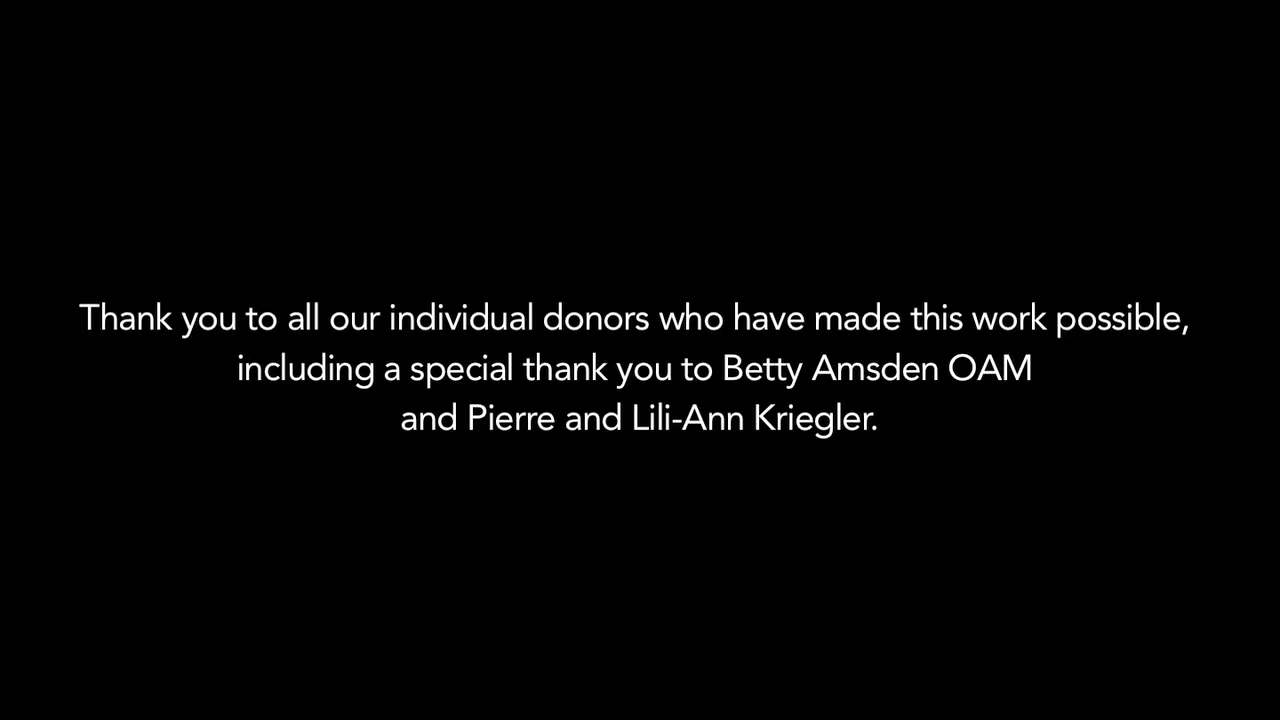 Thank you to all our individual donors who have made this work possible,
including a special thank you to Betty Amsden OAM
and Pierre and Lili-Ann Kriegler.